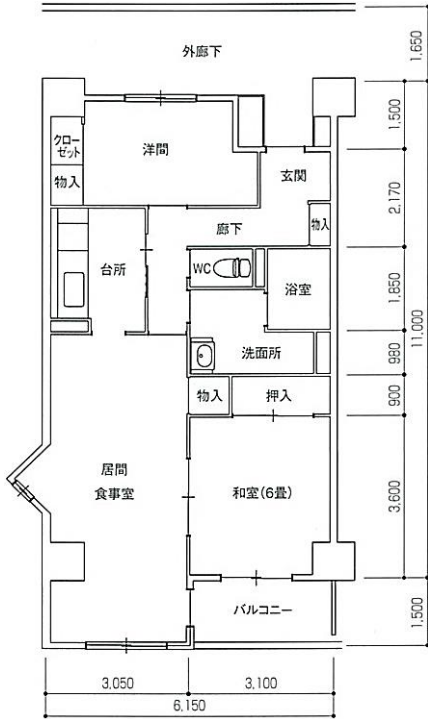 外廊下
1,650
クロー
ゼット
洋間
1,500
玄関
物入
2,170
廊下
物入
台所
WC
浴室
1,850
11,000
洗面所
980
物入
押入
900
居間
食事室
和室(6畳)
3,600
バルコニー
1,500
3,050
3,100
6,150